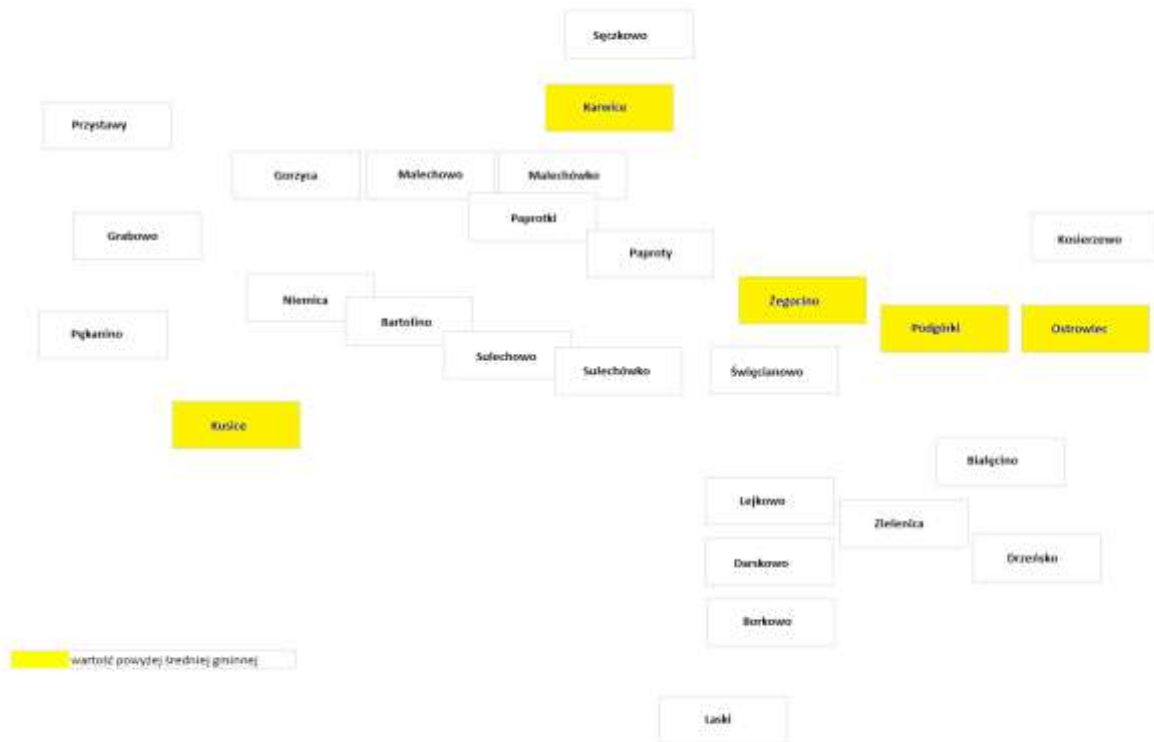 Sęczkowo
Karwice
Przystawy
Gorzyca
Malechowo
Malechówko
Paprotki
Grabowo
Kosierzewo
Paproty
Niemica
Żegocino
Bartolino
Podgórki
Ostrowiec
Pękanino
Sulechowo
Sulechówko
Święcianowo
Kusice
Białęcino
Lejkowo
Zielenica
Darskowo
Drzeńsko
Borkowo
wartość powyżej średniej gminnej
Laski